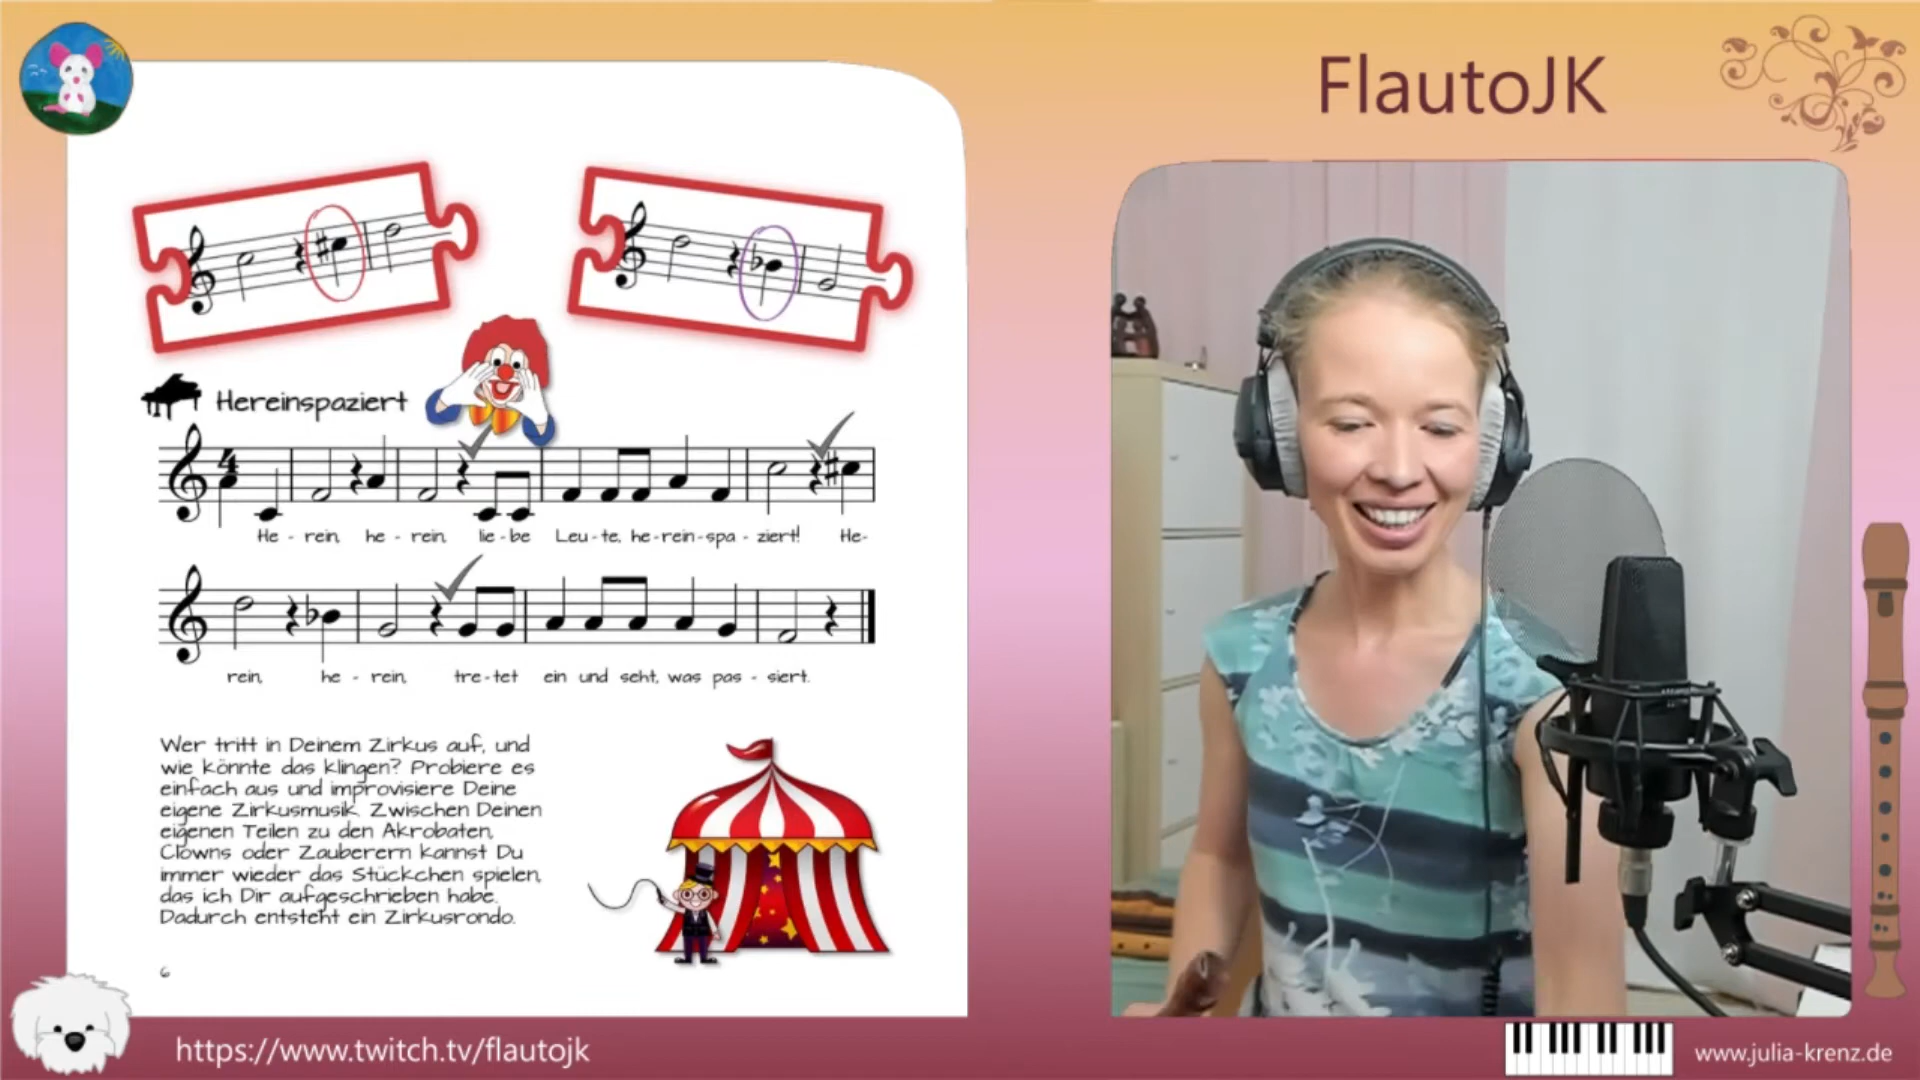 FlautoJK
Hereinspaziert
4
He - rein, he - rein, lie - be Leu - te, he - rein - spa - ziert! He-
rein, he - rein, tre - tet ein und seht, was pas - siert.
Wer tritt in Deinem Zirkus auf, und
wie könnte das klingen? Probiere es
einfach aus und improvisiere Deine
eigene Zirkusmusik. Zwischen Deinen
eigenen Teilen zu den Akrobaten,
Clowns oder Zauberern kannst Du
immer wieder das Stückchen spielen,
das ich Dir aufgeschrieben habe.
Dadurch entsteht ein Zirkusrondo.
6
https://www.twitch.tv/flautojk
www.julia-krenz.de